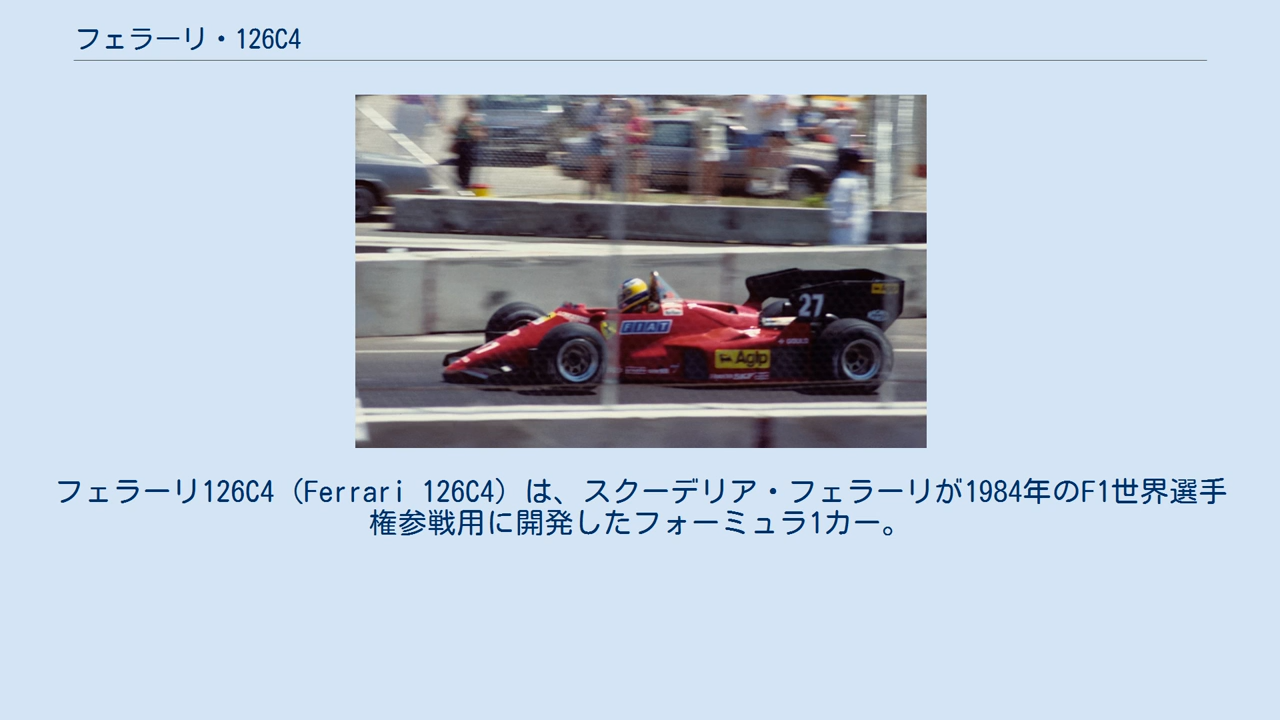 フェラーリ・126C4
27
FIAT
Agip
フェラーリ126C4（Ferrari 126C4）は、スクーデリア・フェラーリが1984年のF1世界選手
権参戦用に開発したフォーミュラ1カー。